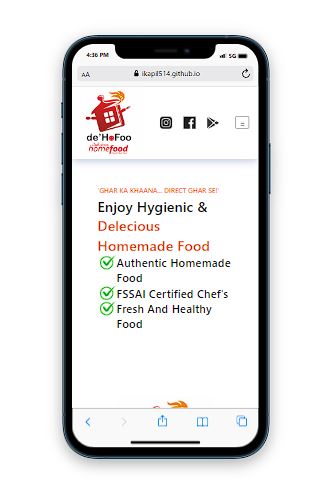 4:36 PM
5G
AA
ikapil514.github.io
de'HoFoo
homefood
'GHAR KA KHAANA... DIRECT GHAR SE!'
Enjoy Hygienic &
Delecious
Homemade Food
Authentic Homemade
Food
FSSAI Certified Chef's
Fresh And Healthy
Food